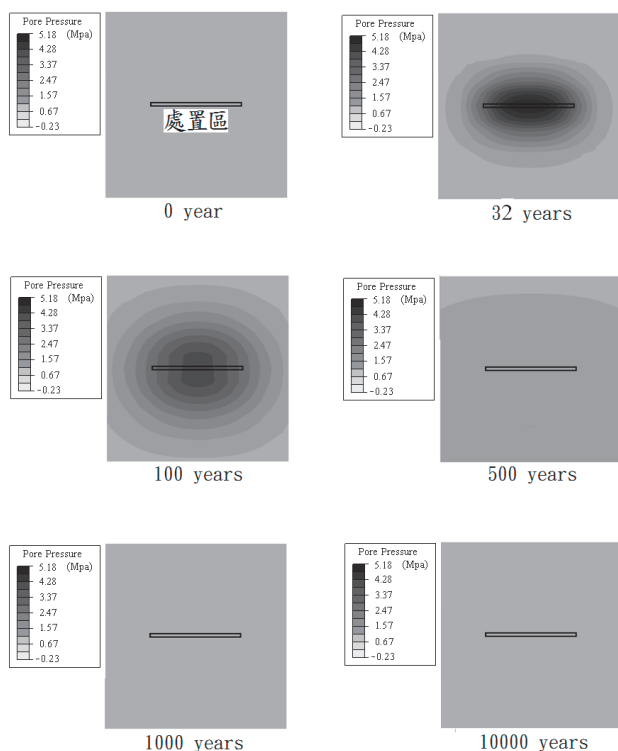 Pore Pressure
(Mpa)
5.18
4.28
3.37
2.47
1.57
0.67
-0.23
處置區
0 year
Pore Pressure
(Mpa)
5.18
4.28
3.37
2.47
1.57
0.67
-0.23
32 years
Pore Pressure
(Mpa)
5.18
4.28
3.37
2.47
1.57
0.67
-0.23
100 years
Pore Pressure
(Mpa)
5.18
4.28
3.37
2.47
1.57
0.67
-0.23
500 years
Pore Pressure
(Mpa)
5.18
4.28
3.37
2.47
1.57
0.67
-0.23
1000 years
Pore Pressure
(Mpa)
5.18
4.28
3.37
2.47
1.57
0.67
-0.23
10000 years